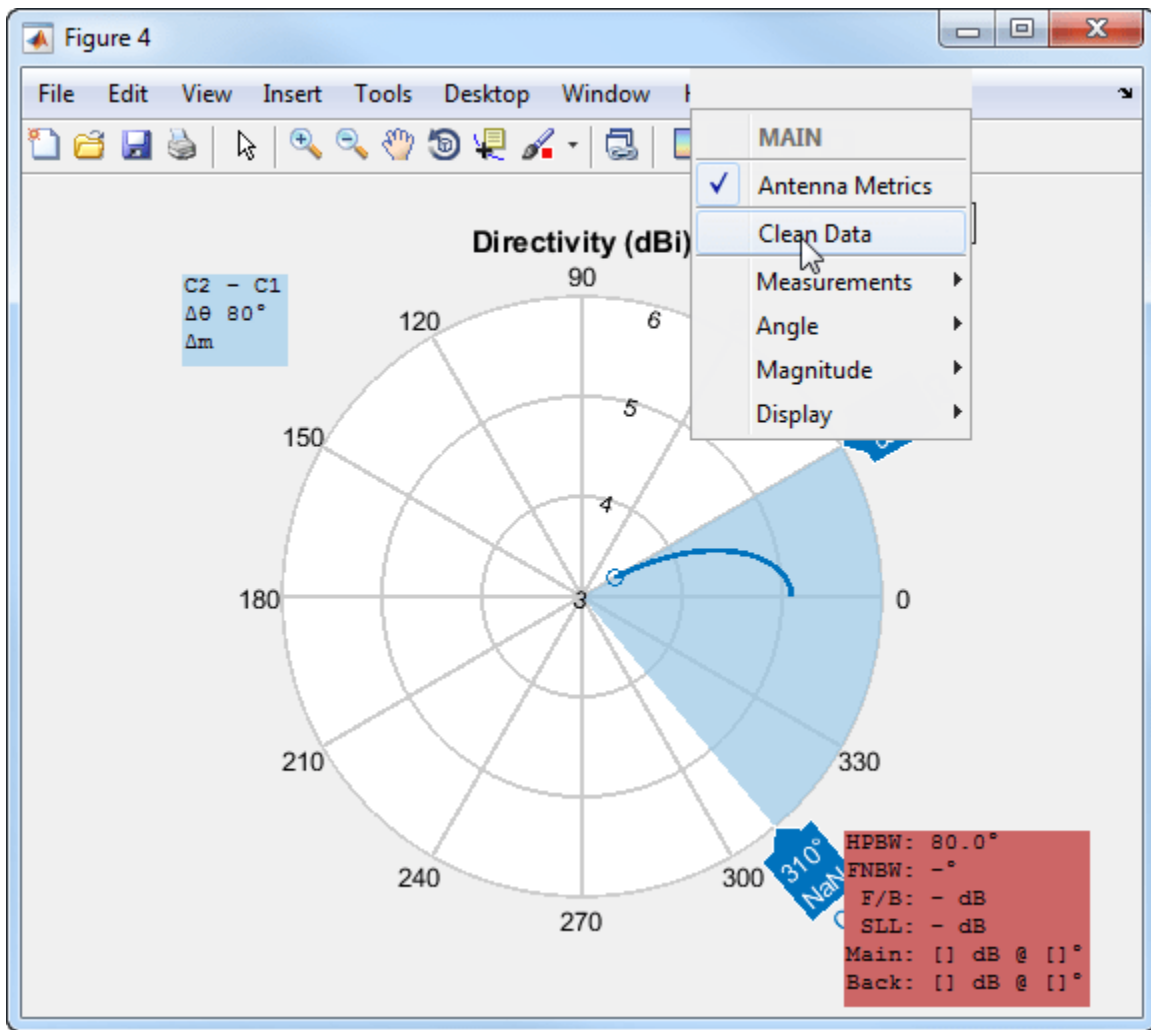 Figure 4
File Edit View Insert Tools Desktop Window
MAIN
Antenna Metrics
Clean Data
Measurements
Angle
Magnitude
Display
Directivity (dBi)
C2 - C1
Δθ 80°
Δm
90
120
6
5
150
4
180
3
0
210
330
240
300
270
310°
NaN
HPBW: 80.0°
FNBW: -°
F/B: - dB
SLL: - dB
Main: [] dB @ []°
Back: [] dB @ []°